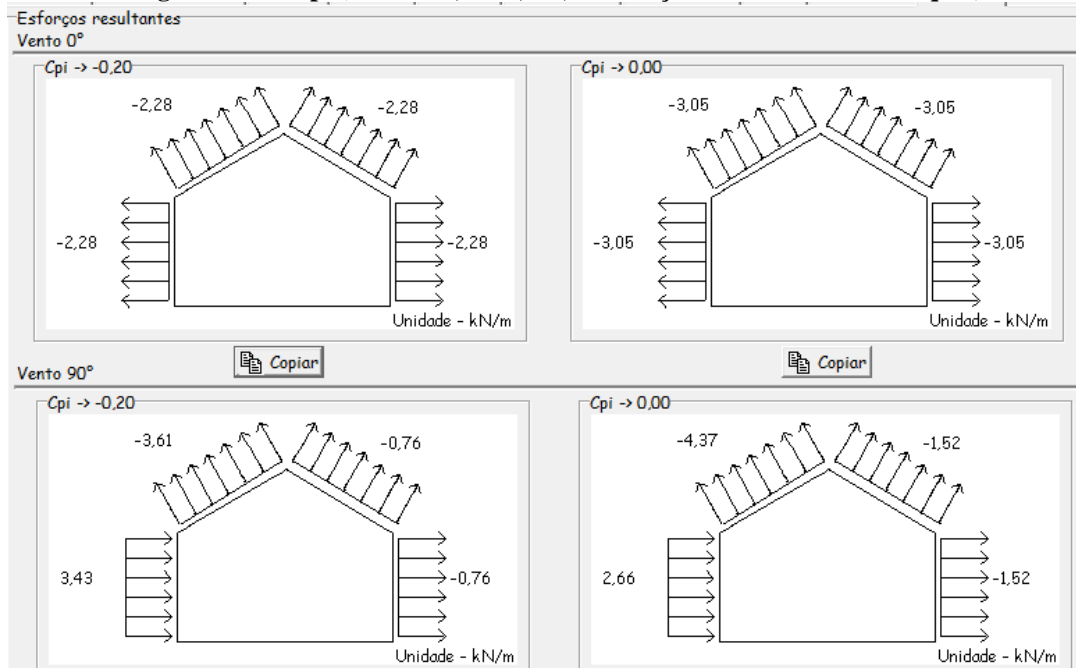 Esforços resultantes
Vento 0°
Cpi -> -0,20
-2,28
-2,28
-2,28
-2,28
Unidade - kN/m
Copiar
Cpi -> 0,00
-3,05
-3,05
-3,05
-3,05
Unidade - kN/m
Copiar
Vento 90°
Cpi -> -0,20
-3,61
-0,76
3,43
-0,76
Unidade - kN/m
Cpi -> 0,00
-4,37
-1,52
2,66
-1,52
Unidade - kN/m